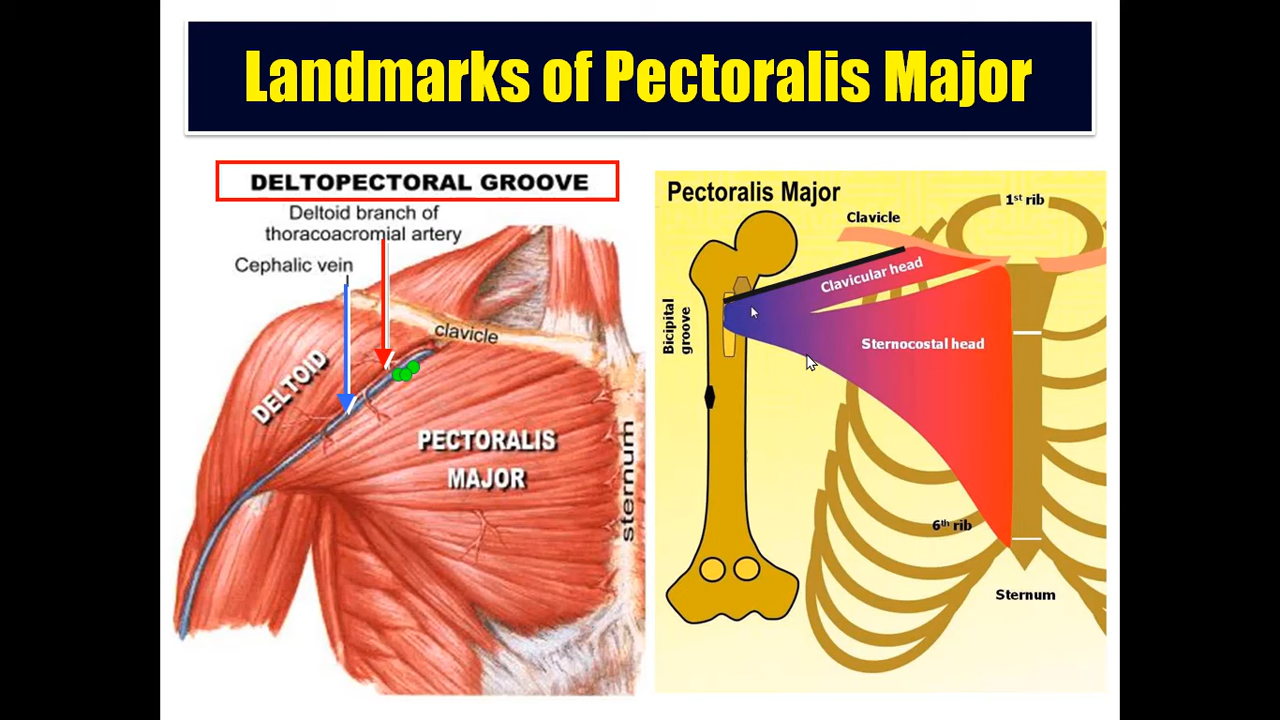 Landmarks of Pectoralis Major
DELTOPECTORAL GROOVE
Deltoid branch of
thoracoacromial artery
Cephalic vein
clavicle
DELTOID
PECTORALIS
MAJOR
sternum
Pectoralis Major
1st rib
Clavicle
Clavicular head
Bicipital
groove
Sternocostal head
6th rib
Sternum